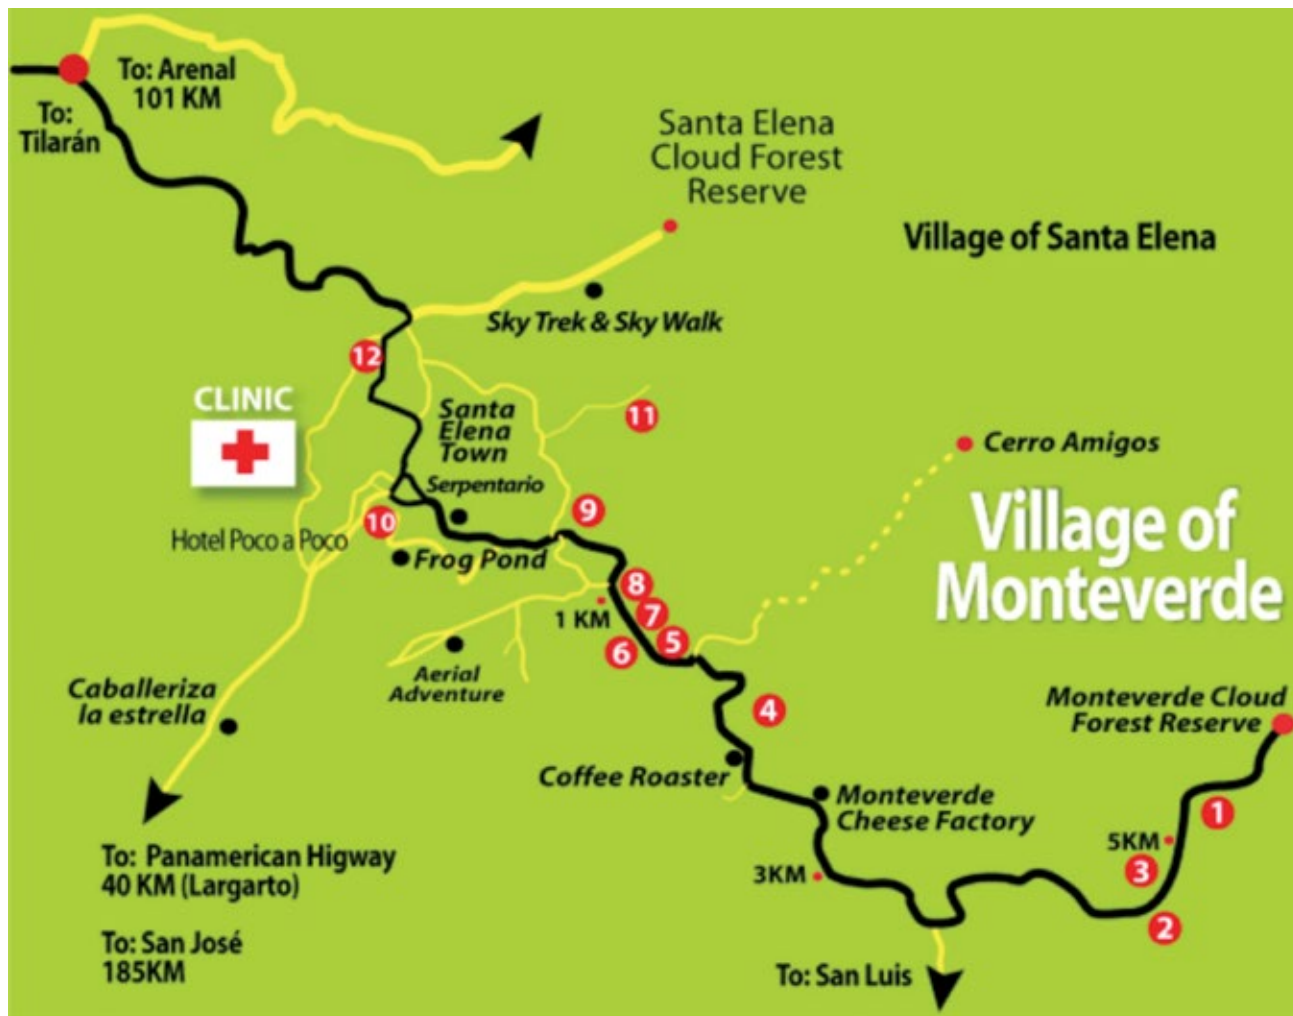 To: Arenal
101 KM
To:
Tilarán
Santa Elena
Cloud Forest
Reserve
Village of Santa Elena
Sky Trek & Sky Walk
12
CLINIC
Santa
Elena
Town
11
Cerro Amigos
Serpentario
Village of
Monteverde
9
10
Hotel Poco a Poco
Frog Pond
8
1 KM
7
5
6
Aerial
Adventure
Caballeriza
la estrella
4
Monteverde Cloud
Forest Reserve
Coffee Roaster
Monteverde
Cheese Factory
1
5KM
3
3KM
2
To: Panamerican Higway
40 KM (Largarto)
To: San José
185KM
To: San Luis